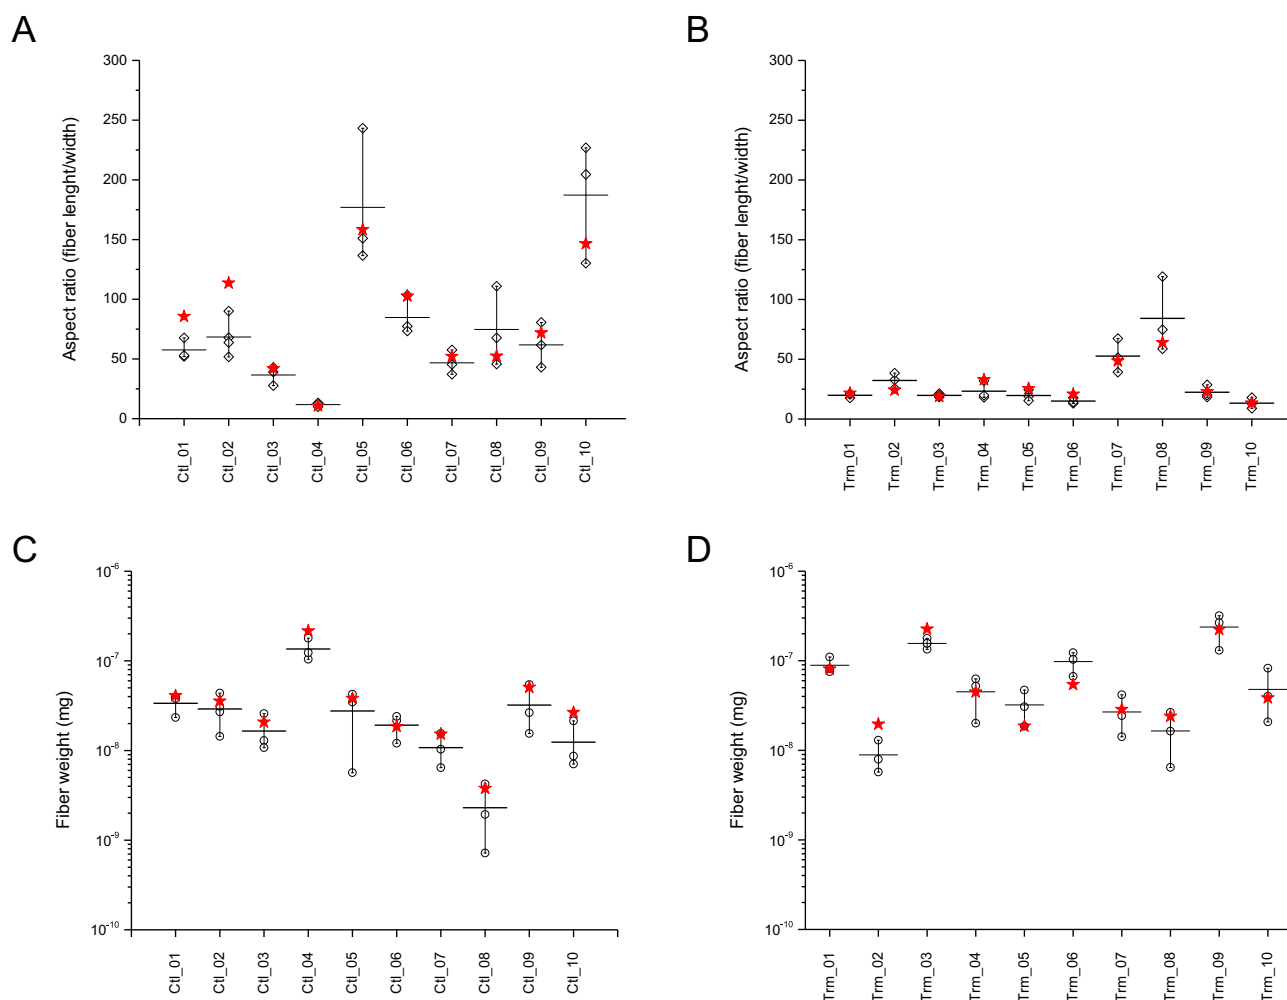 A
B
300
250
200
150
100
50
0
Aspect ratio (fiber lenght/width)
Ctl_01
Ctl_02
Ctl_03
Ctl_04
Ctl_05
Ctl_06
Ctl_07
Ctl_08
Ctl_09
Ctl_10
300
250
200
150
100
50
0
Aspect ratio (fiber lenght/width)
Trm_01
Trm_02
Trm_03
Trm_04
Trm_05
Trm_06
Trm_07
Trm_08
Trm_09
Trm_10
C
D
10⁻⁶
10⁻⁷
10⁻⁸
10⁻⁹
10⁻¹⁰
Fiber weight (mg)
Ctl_01
Ctl_02
Ctl_03
Ctl_04
Ctl_05
Ctl_06
Ctl_07
Ctl_08
Ctl_09
Ctl_10
10⁻⁶
10⁻⁷
10⁻⁸
10⁻⁹
10⁻¹⁰
Fiber weight (mg)
Trm_01
Trm_02
Trm_03
Trm_04
Trm_05
Trm_06
Trm_07
Trm_08
Trm_09
Trm_10